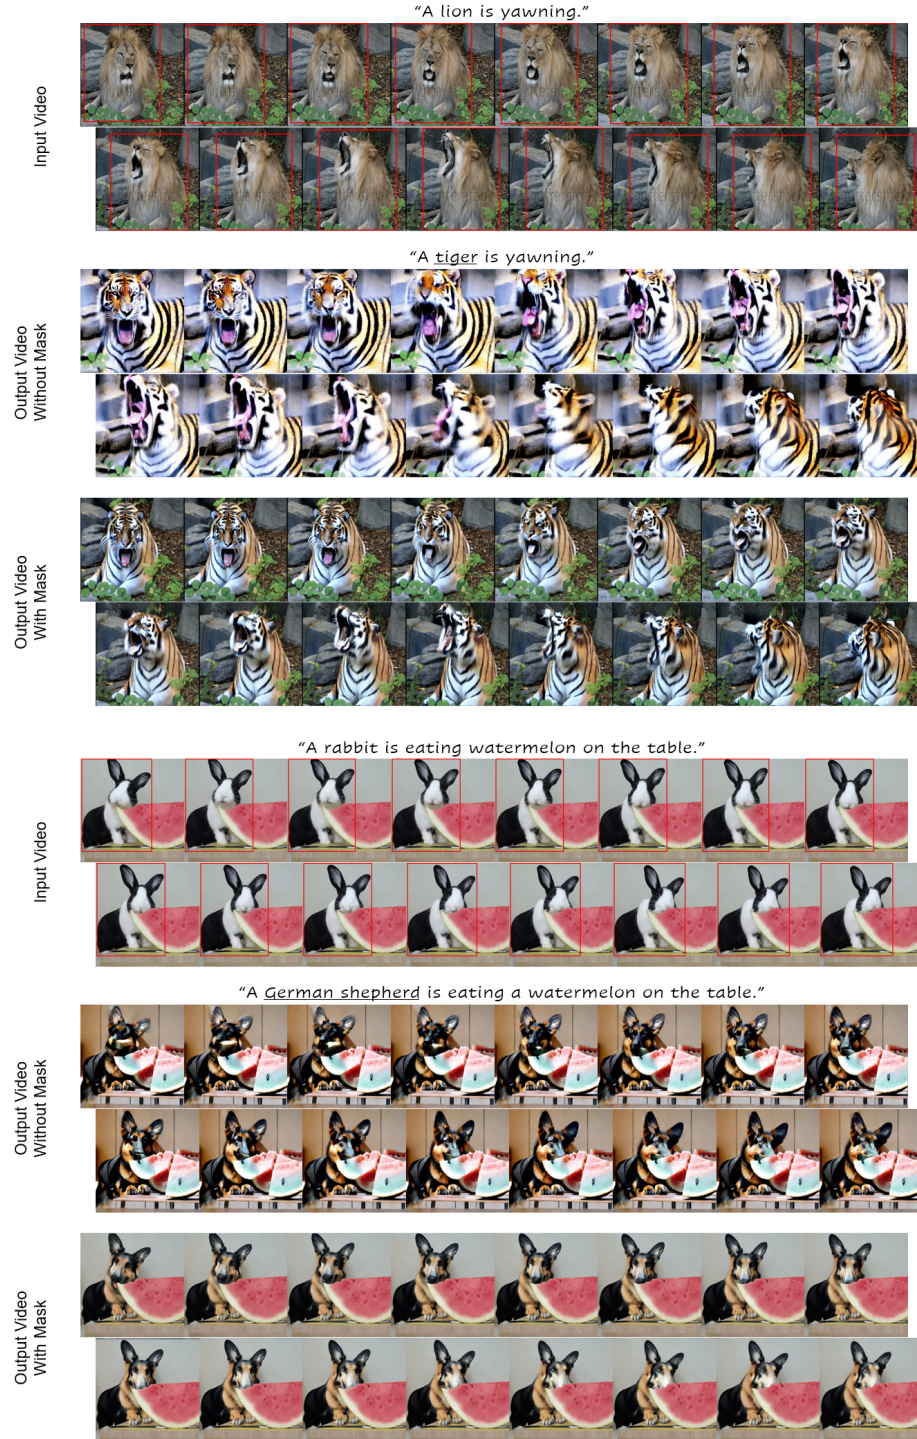 “A lion is yawning.”
Input Video
“A tiger is yawning.”
Output Video
Without Mask
Output Video
With Mask
“A rabbit is eating watermelon on the table.”
Input Video
“A German shepherd is eating a watermelon on the table.”
Output Video
Without Mask
Output Video
With Mask